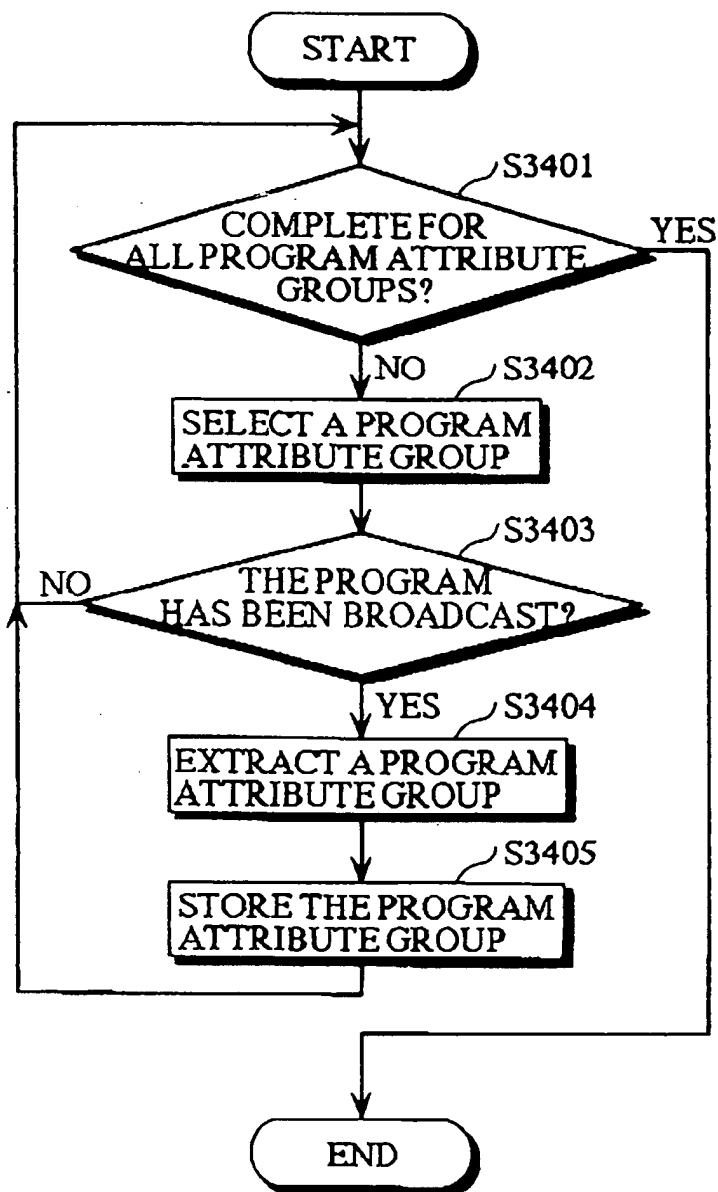 START
S3401
COMPLETE FOR
ALL PROGRAM ATTRIBUTE
GROUPS?
YES
NO
S3402
SELECT A PROGRAM
ATTRIBUTE GROUP
S3403
NO
THE PROGRAM
HAS BEEN BROADCAST?
YES
S3404
EXTRACT A PROGRAM
ATTRIBUTE GROUP
S3405
STORE THE PROGRAM
ATTRIBUTE GROUP
END